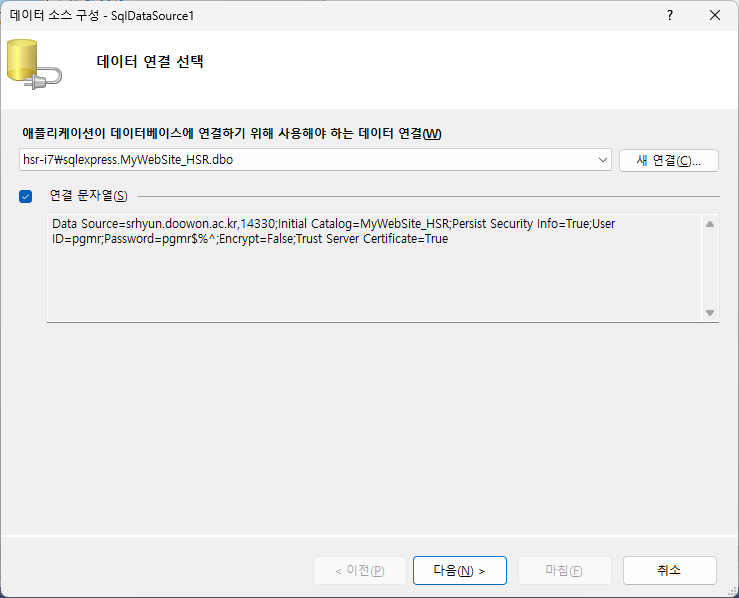 데이터 소스 구성 - SqlDataSource1
?
데이터 연결 선택
애플리케이션이 데이터베이스에 연결하기 위해 사용해야 하는 데이터 연결(W)
hsr-i7₩sqlexpress.MyWebSite_HSR.dbo
새 연결(C)...
연결 문자열(S)
Data Source=srhyun.doowon.ac.kr,14330;Initial Catalog=MyWebSite_HSR;Persist Security Info=True;User
ID=pgmr;Password=pgmr$%^;Encrypt=False;Trust Server Certificate=True
< 이전(P)
다음(N) >
마침(F)
취소